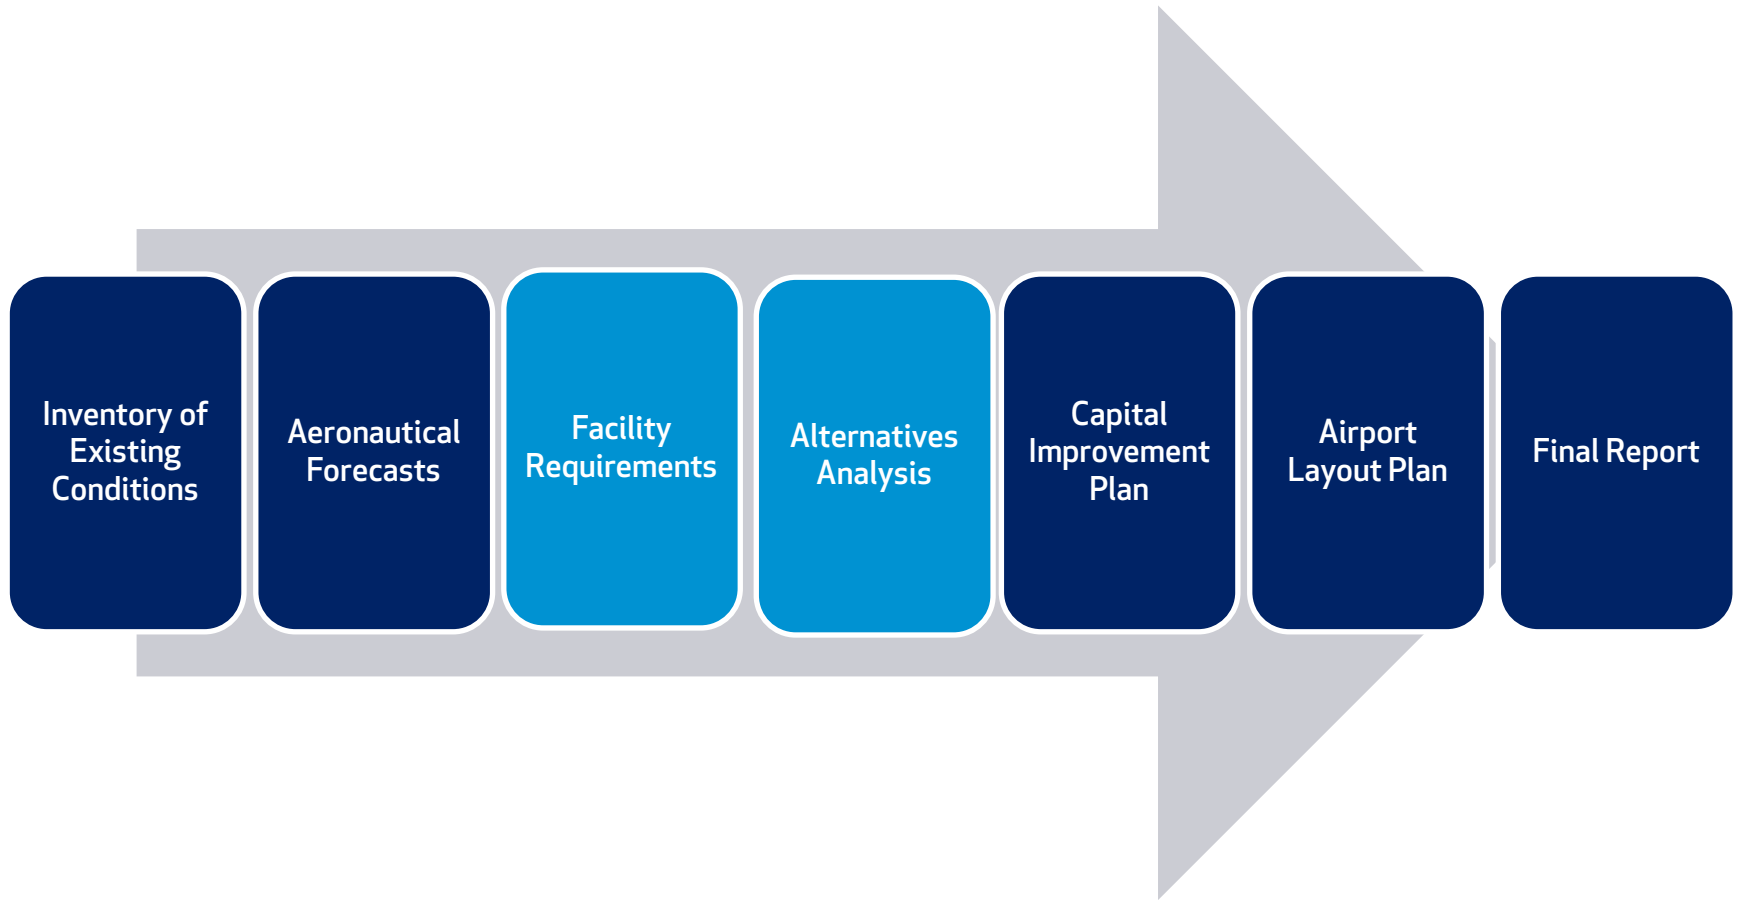 Inventory of
Existing
Conditions
Aeronautical
Forecasts
Facility
Requirements
Alternatives
Analysis
Capital
Improvement
Plan
Airport
Layout Plan
Final Report